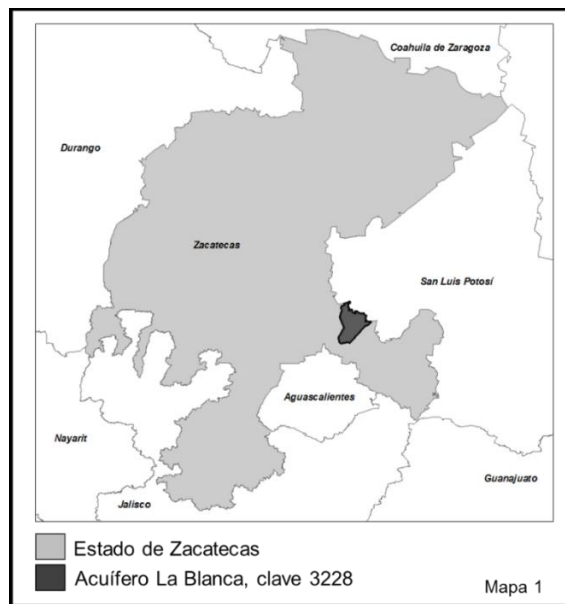 Coahuila de Zaragoza
Durango
Zacatecas
San Luis Potosí
Aguascalientes
Nayarit
Guanajuato
Jalisco
Estado de Zacatecas
Acuífero La Blanca, clave 3228
Mapa 1